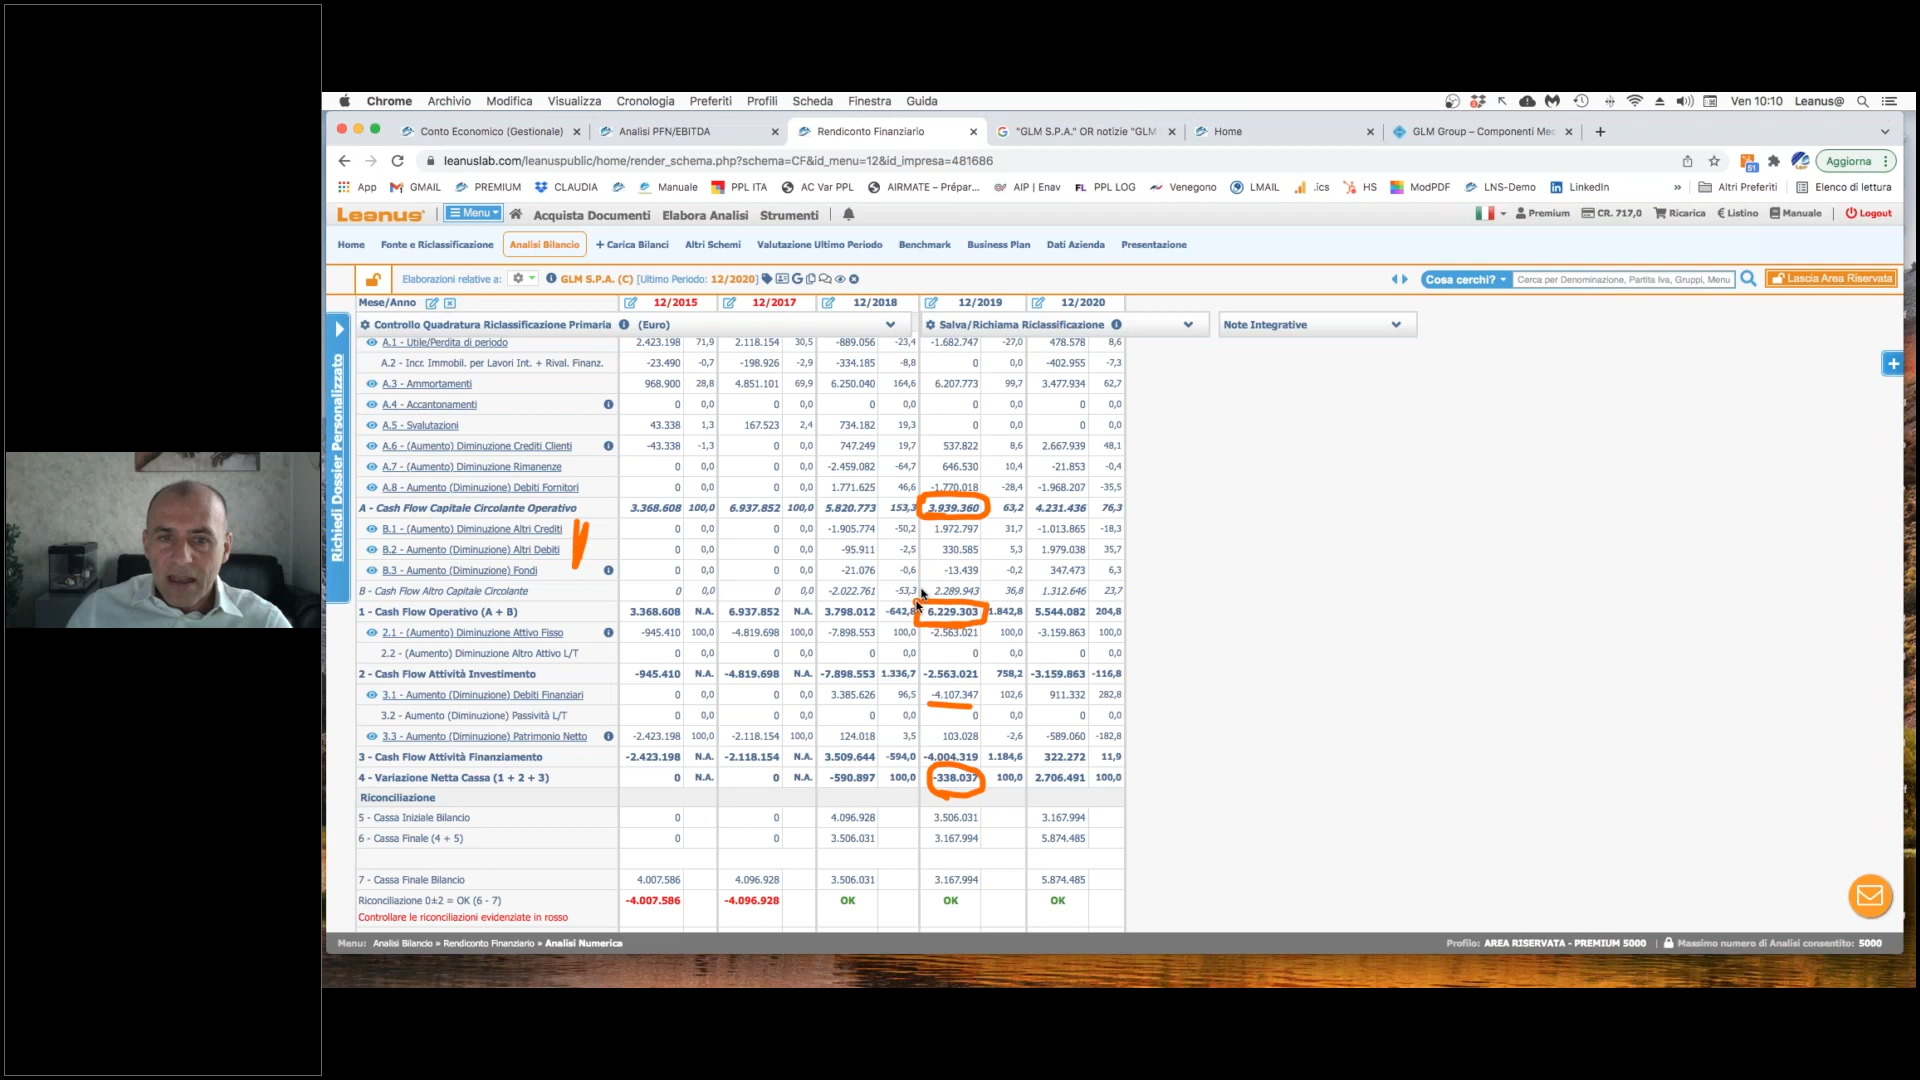 Chrome Archivio Modifica Visualizza Cronologia Preferiti Profili Scheda Finestra Guida Ven 10:10 Leanus@
Conto Economico (Gestionale) Analisi PFN/EBITDA Rendiconto Finanziario "GLM S.P.A." OR notizie "GLM Home GLM Group – Componenti Mec
leanuslab.com/leanuspublic/home/render_schema.php?schema=CF&id_menu=12&id_impresa=481686 Aggiorna
App GMAIL PREMIUM CLAUDIA Manuale PPL ITA AC Var PPL AIRMATE – Prépar... AIP | Enav FL PPL LOG Venegono LMAIL .ics HS ModPDF LNS-Demo LinkedIn » Altri Preferiti Elenco di lettura
Leanus Menu Acquista Documenti Elabora Analisi Strumenti Premium CR. 717,0 Ricarica € Listino Manuale Logout
Home Fonte e Riclassificazione Analisi Bilancio + Carica Bilanci Altri Schemi Valutazione Ultimo Periodo Benchmark Business Plan Dati Azienda Presentazione
Elaborazioni relative a: GLM S.P.A. (C) [Ultimo Periodo: 12/2020] Cosa cerchi? Cerca per Denominazione, Partita Iva, Gruppi, Menu Lascia Area Riservata
Mese/Anno 12/2015 12/2017 12/2018 12/2019 12/2020
Richiedi Dossier Personalizzato
Controllo Quadratura Riclassificazione Primaria (Euro) Salva/Richiama Riclassificazione Note Integrative
A.1 - Utile/Perdita di periodo 2.423.198 71,9 2.118.154 30,5 -889.056 -23,4 -1.682.747 -27,0 478.578 8,6
A.2 - Incr. Immobil. per Lavori Int. + Rival. Finanz. -23.490 -0,7 -198.926 -2,9 -334.185 -8,8 0 0,0 -402.955 -7,3
A.3 - Ammortamenti 968.900 28,8 4.851.101 69,9 6.250.040 164,6 6.207.773 99,7 3.477.934 62,7
A.4 - Accantonamenti 0 0,0 0 0,0 0 0,0 0 0,0 0 0,0
A.5 - Svalutazioni 43.338 1,3 167.523 2,4 734.182 19,3 0 0,0 0 0,0
A.6 - (Aumento) Diminuzione Crediti Clienti -43.338 -1,3 0 0,0 747.249 19,7 537.822 8,6 2.667.939 48,1
A.7 - (Aumento) Diminuzione Rimanenze 0 0,0 0 0,0 -2.459.082 -64,7 646.530 10,4 -21.853 -0,4
A.8 - Aumento (Diminuzione) Debiti Fornitori 0 0,0 0 0,0 1.771.625 46,6 -1.770.018 -28,4 -1.968.207 -35,5
A - Cash Flow Capitale Circolante Operativo 3.368.608 100,0 6.937.852 100,0 5.820.773 153,3 3.939.360 63,2 4.231.436 76,3
B.1 - (Aumento) Diminuzione Altri Crediti 0 0,0 0 0,0 -1.905.774 -50,2 1.972.797 31,7 -1.013.865 -18,3
B.2 - Aumento (Diminuzione) Altri Debiti 0 0,0 0 0,0 -95.911 -2,5 330.585 5,3 1.979.038 35,7
B.3 - Aumento (Diminuzione) Fondi 0 0,0 0 0,0 -21.076 -0,6 -13.439 -0,2 347.473 6,3
B - Cash Flow Altro Capitale Circolante 0 0,0 0 0,0 -2.022.761 -53,3 2.289.943 36,8 1.312.646 23,7
1 - Cash Flow Operativo (A + B) 3.368.608 N.A. 6.937.852 N.A. 3.798.012 -642,8 6.229.303 1.842,8 5.544.082 204,8
2.1 - (Aumento) Diminuzione Attivo Fisso -945.410 100,0 -4.819.698 100,0 -7.898.553 100,0 -2.563.021 100,0 -3.159.863 100,0
2.2 - (Aumento) Diminuzione Altro Attivo L/T 0 0 0 0,0 0 0,0 0 0,0
2 - Cash Flow Attività Investimento -945.410 N.A. -4.819.698 N.A. -7.898.553 1.336,7 -2.563.021 758,2 -3.159.863 -116,8
3.1 - Aumento (Diminuzione) Debiti Finanziari 0 0,0 0 0,0 3.385.626 96,5 -4.107.347 102,6 911.332 282,8
3.2 - Aumento (Diminuzione) Passività L/T 0 0,0 0 0,0 0 0,0 0 0,0 0 0,0
3.3 - Aumento (Diminuzione) Patrimonio Netto -2.423.198 100,0 -2.118.154 100,0 124.018 3,5 103.028 -2,6 -589.060 -182,8
3 - Cash Flow Attività Finanziamento -2.423.198 N.A. -2.118.154 N.A. 3.509.644 -594,0 -4.004.319 1.184,6 322.272 11,9
4 - Variazione Netta Cassa (1 + 2 + 3) 0 N.A. 0 N.A. -590.897 100,0 -338.037 100,0 2.706.491 100,0
Riconciliazione
5 - Cassa Iniziale Bilancio 0 0 4.096.928 3.506.031 3.167.994
6 - Cassa Finale (4 + 5) 0 0 3.506.031 3.167.994 5.874.485
7 - Cassa Finale Bilancio 4.007.586 4.096.928 3.506.031 3.167.994 5.874.485
Riconciliazione 0±2 = OK (6 - 7) -4.007.586 -4.096.928 OK OK OK
Controllare le riconciliazioni evidenziate in rosso
Menu: Analisi Bilancio » Rendiconto Finanziario » Analisi Numerica Profilo: AREA RISERVATA - PREMIUM 5000 | Massimo numero di Analisi consentito: 5000